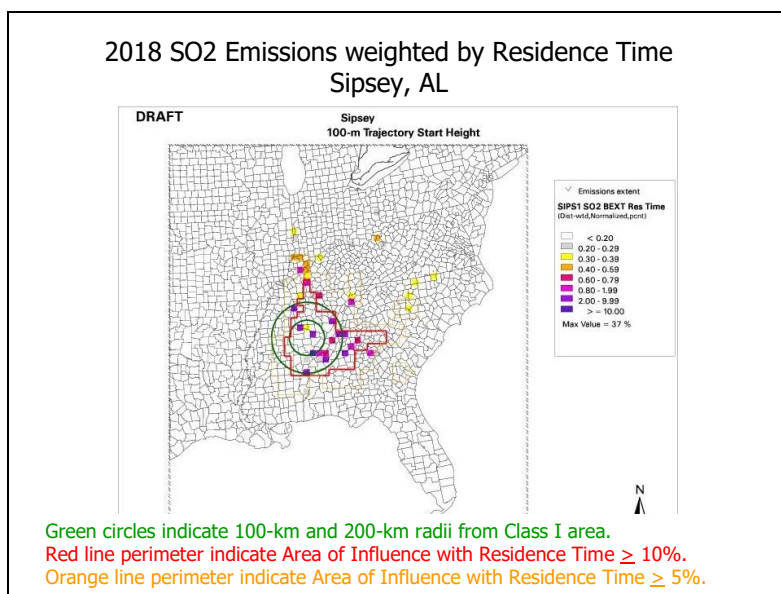 2018 SO2 Emissions weighted by Residence Time
Sipsey, AL
DRAFT
Sipsey
100-m Trajectory Start Height
Emissions extent
SIPS1 SO2 BEXT Res Time
(Dist-wtd,Normalized,pcnt)
< 0.20
0.20 - 0.29
0.30 - 0.39
0.40 - 0.59
0.60 - 0.79
0.80 - 1.99
2.00 - 9.99
> = 10.00
Max Value = 37 %
N
Green circles indicate 100-km and 200-km radii from Class I area.
Red line perimeter indicate Area of Influence with Residence Time > 10%.
Orange line perimeter indicate Area of Influence with Residence Time > 5%.